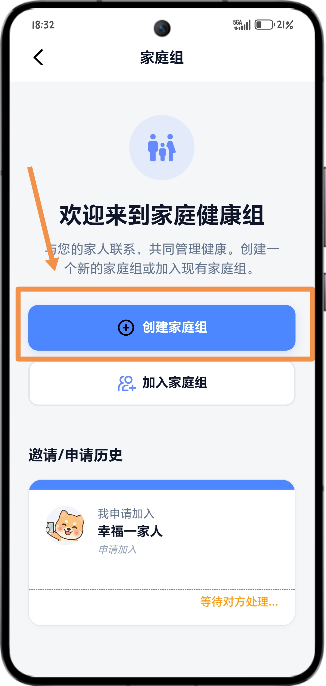 18:32
5GA
21%
家庭组
欢迎来到家庭健康组
与您的家人联系，共同管理健康。创建一
个新的家庭组或加入现有家庭组。
创建家庭组
加入家庭组
邀请/申请历史
我申请加入
幸福一家人
申请加入
等待对方处理...